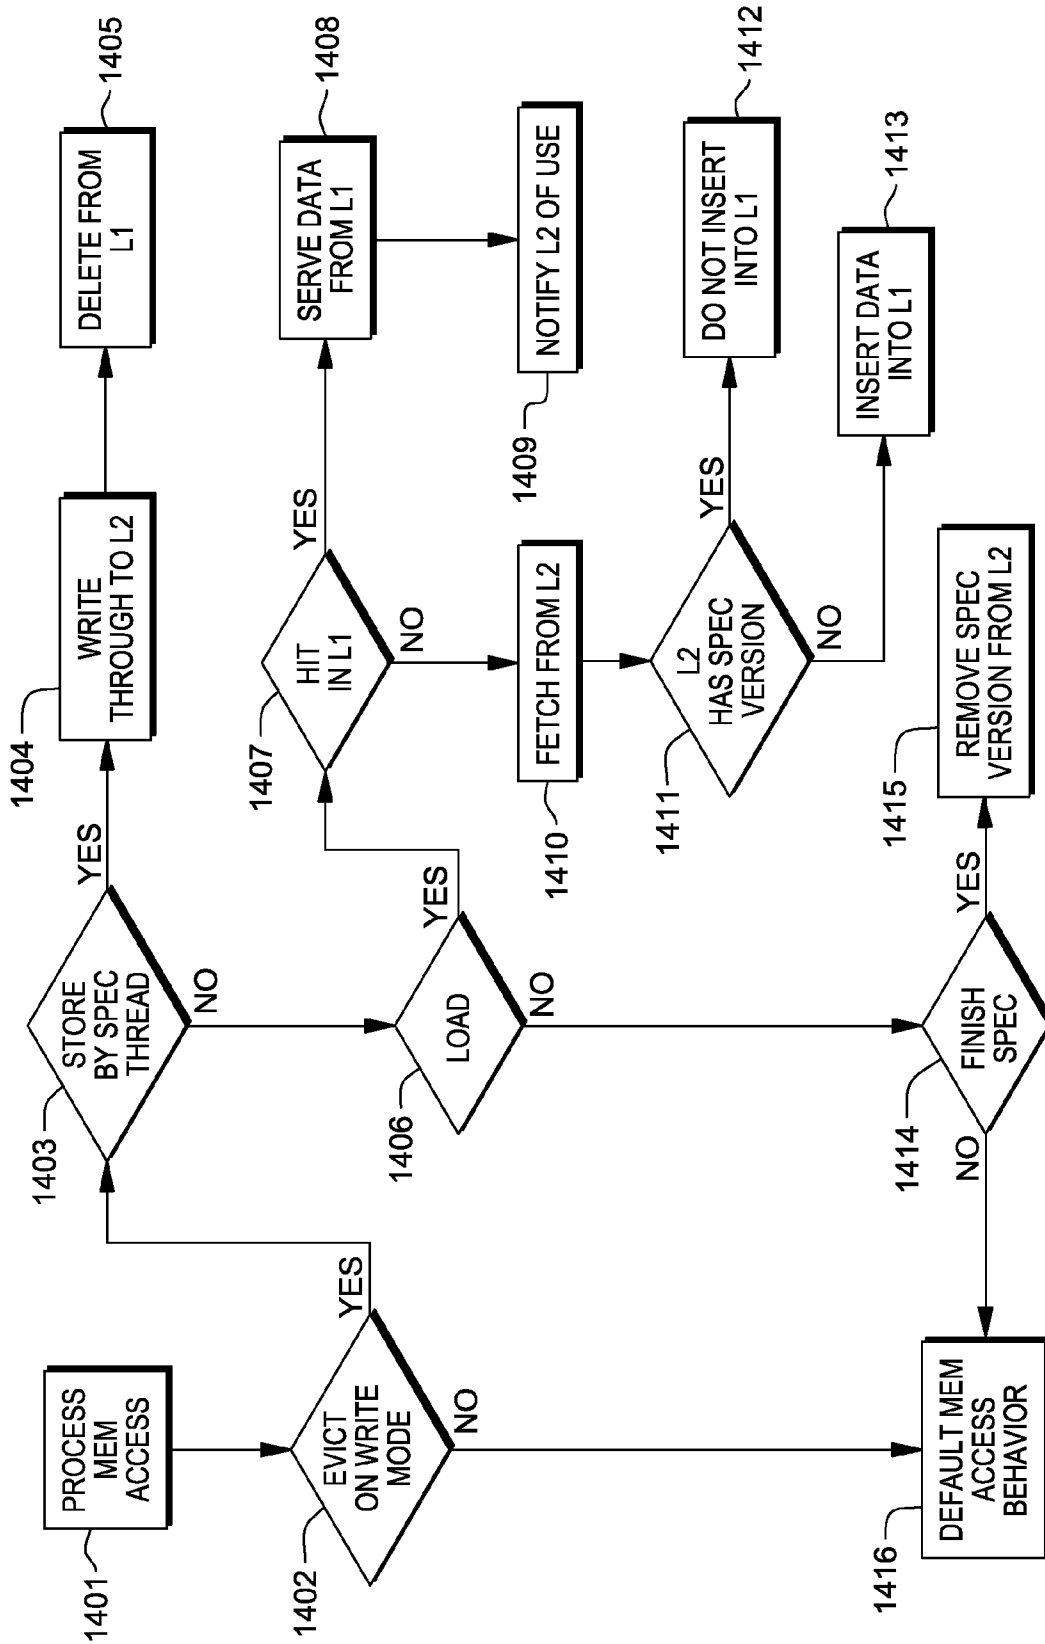 1401
PROCESS
MEM
ACCESS
1402
EVICT
ON WRITE
MODE
YES
NO
1403
STORE
BY SPEC
THREAD
YES
NO
1404
WRITE
THROUGH TO L2
1405
DELETE FROM
L1
1406
LOAD
YES
NO
1407
HIT
IN L1
YES
NO
1408
SERVE DATA
FROM L1
1409
NOTIFY L2 OF USE
1410
FETCH FROM L2
1411
L2
HAS SPEC
VERSION
YES
NO
1412
DO NOT INSERT
INTO L1
1413
INSERT DATA
INTO L1
1414
FINISH
SPEC
YES
NO
1415
REMOVE SPEC
VERSION FROM L2
1416
DEFAULT MEM
ACCESS
BEHAVIOR